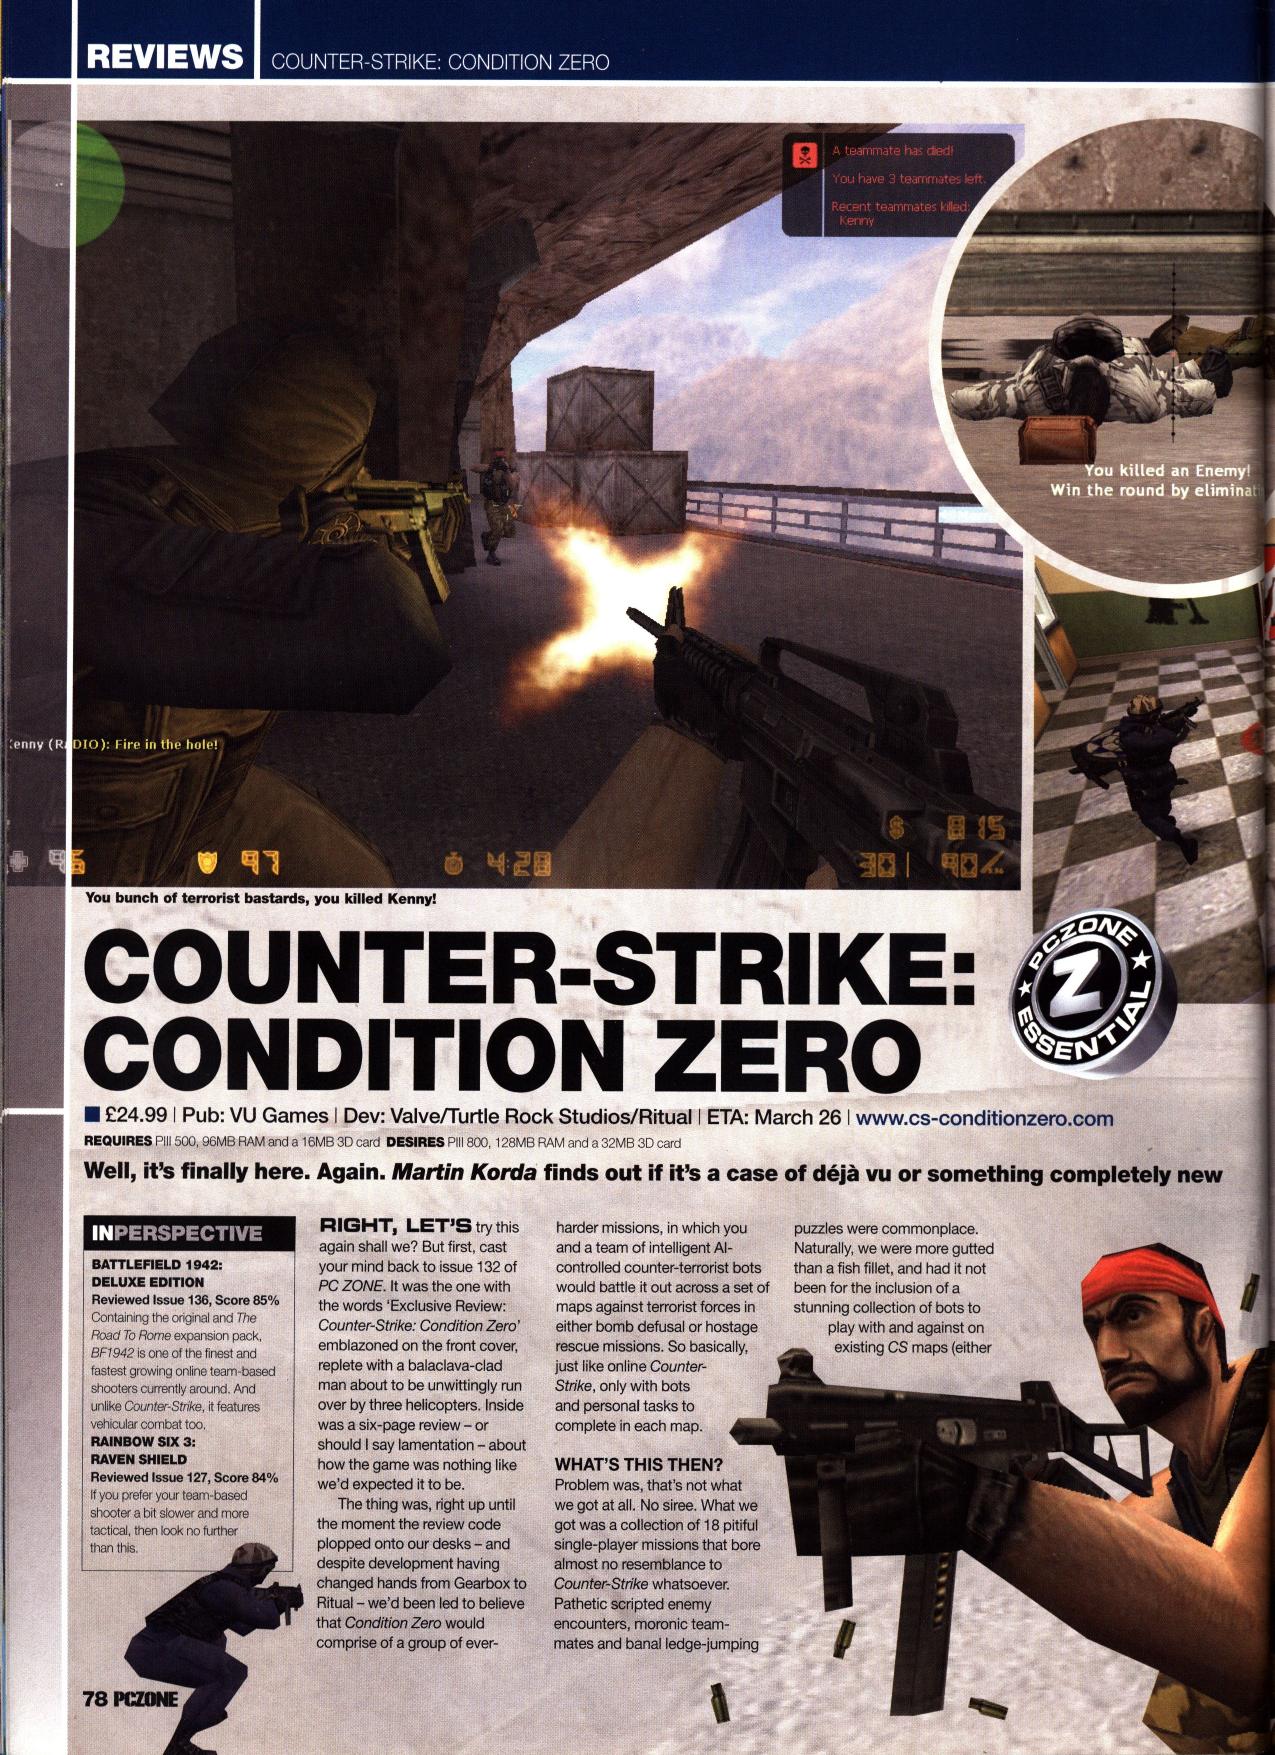 REVIEWS
COUNTER-STRIKE: CONDITION ZERO
A teammate has died!
You have 3 teammates left.
Recent teammates killed:
Kenny
You killed an Enemy!
Win the round by eliminati
Kenny (RADIO): Fire in the hole!
96
97
4:28
$ 815
30| 90
You bunch of terrorist bastards, you killed Kenny!
COUNTER-STRIKE:
CONDITION ZERO
PCZONE
Z
ESSENTIAL
£24.99 | Pub: VU Games | Dev: Valve/Turtle Rock Studios/Ritual | ETA: March 26 | www.cs-conditionzero.com
REQUIRES PIII 500, 96MB RAM and a 16MB 3D card DESIRES PIII 800, 128MB RAM and a 32MB 3D card
Well, it's finally here. Again. Martin Korda finds out if it's a case of déjà vu or something completely new
INPERSPECTIVE
BATTLEFIELD 1942:
DELUXE EDITION
Reviewed Issue 136, Score 85%
Containing the original and The
Road To Rome expansion pack,
BF1942 is one of the finest and
fastest growing online team-based
shooters currently around. And
unlike Counter-Strike, it features
vehicular combat too.
RAINBOW SIX 3:
RAVEN SHIELD
Reviewed Issue 127, Score 84%
If you prefer your team-based
shooter a bit slower and more
tactical, then look no further
than this.
RIGHT, LET'S try this
again shall we? But first, cast
your mind back to issue 132 of
PC ZONE. It was the one with
the words 'Exclusive Review:
Counter-Strike: Condition Zero'
emblazoned on the front cover,
replete with a balaclava-clad
man about to be unwittingly run
over by three helicopters. Inside
was a six-page review – or
should I say lamentation – about
how the game was nothing like
we'd expected it to be.
The thing was, right up until
the moment the review code
plopped onto our desks – and
despite development having
changed hands from Gearbox to
Ritual – we'd been led to believe
that Condition Zero would
comprise of a group of ever-
harder missions, in which you
and a team of intelligent AI-
controlled counter-terrorist bots
would battle it out across a set of
maps against terrorist forces in
either bomb defusal or hostage
rescue missions. So basically,
just like online Counter-
Strike, only with bots
and personal tasks to
complete in each map.
WHAT'S THIS THEN?
Problem was, that's not what
we got at all. No siree. What we
got was a collection of 18 pitiful
single-player missions that bore
almost no resemblance to
Counter-Strike whatsoever.
Pathetic scripted enemy
encounters, moronic team-
mates and banal ledge-jumping
puzzles were commonplace.
Naturally, we were more gutted
than a fish fillet, and had it not
been for the inclusion of a
stunning collection of bots to
play with and against on
existing CS maps (either
78 PCZONE